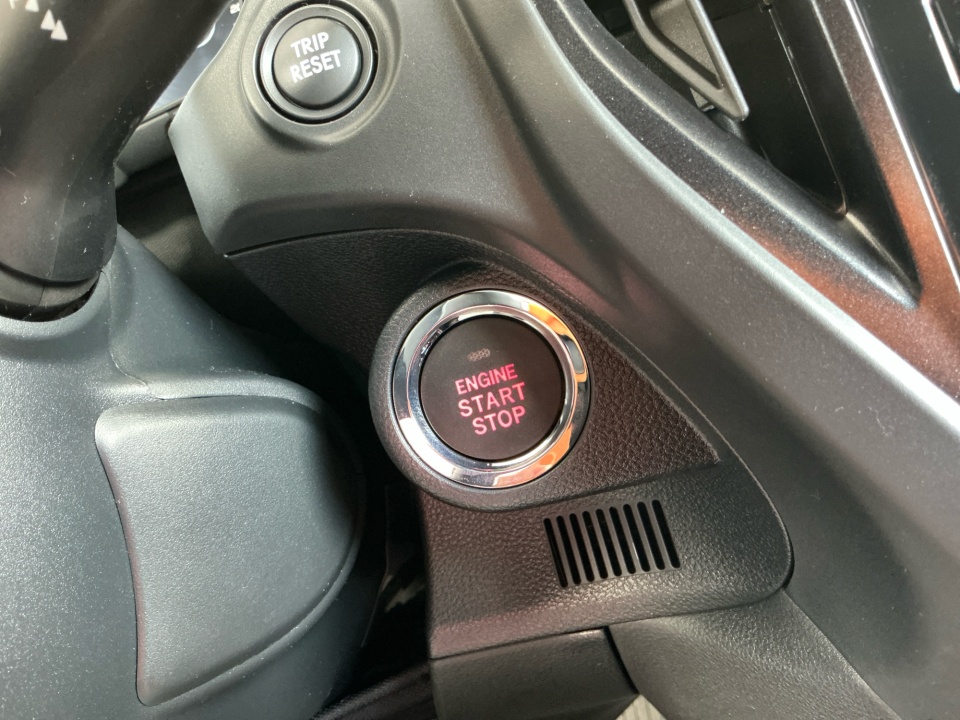 TRIP
RESET
ENGINE
START
STOP